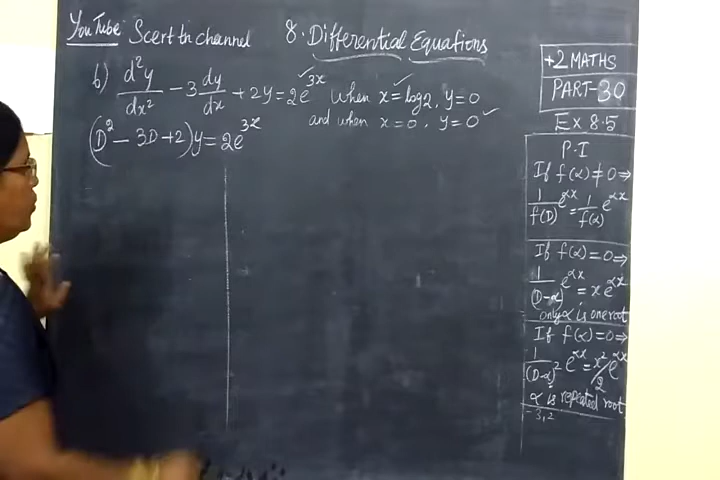 YouTube Scert tn channel 8. Differential Equations
6) d²y/dx² - 3 dy/dx + 2y = 2e^3x when x = log2, y = 0
and when x = 0, y = 0
(D² - 3D + 2)y = 2e^3x
+2 MATHS
PART-30
EX 8.5
P.I
If f(α) ≠ 0 ⇒
1/f(D) e^αx = 1/f(α) e^αx
If f(α) = 0 ⇒
1/(D-α) e^αx = x e^αx
only α is one root
If f(α) = 0 ⇒
1/(D-α)² e^αx = x²/2 e^αx
α is repeated root
-3, 2